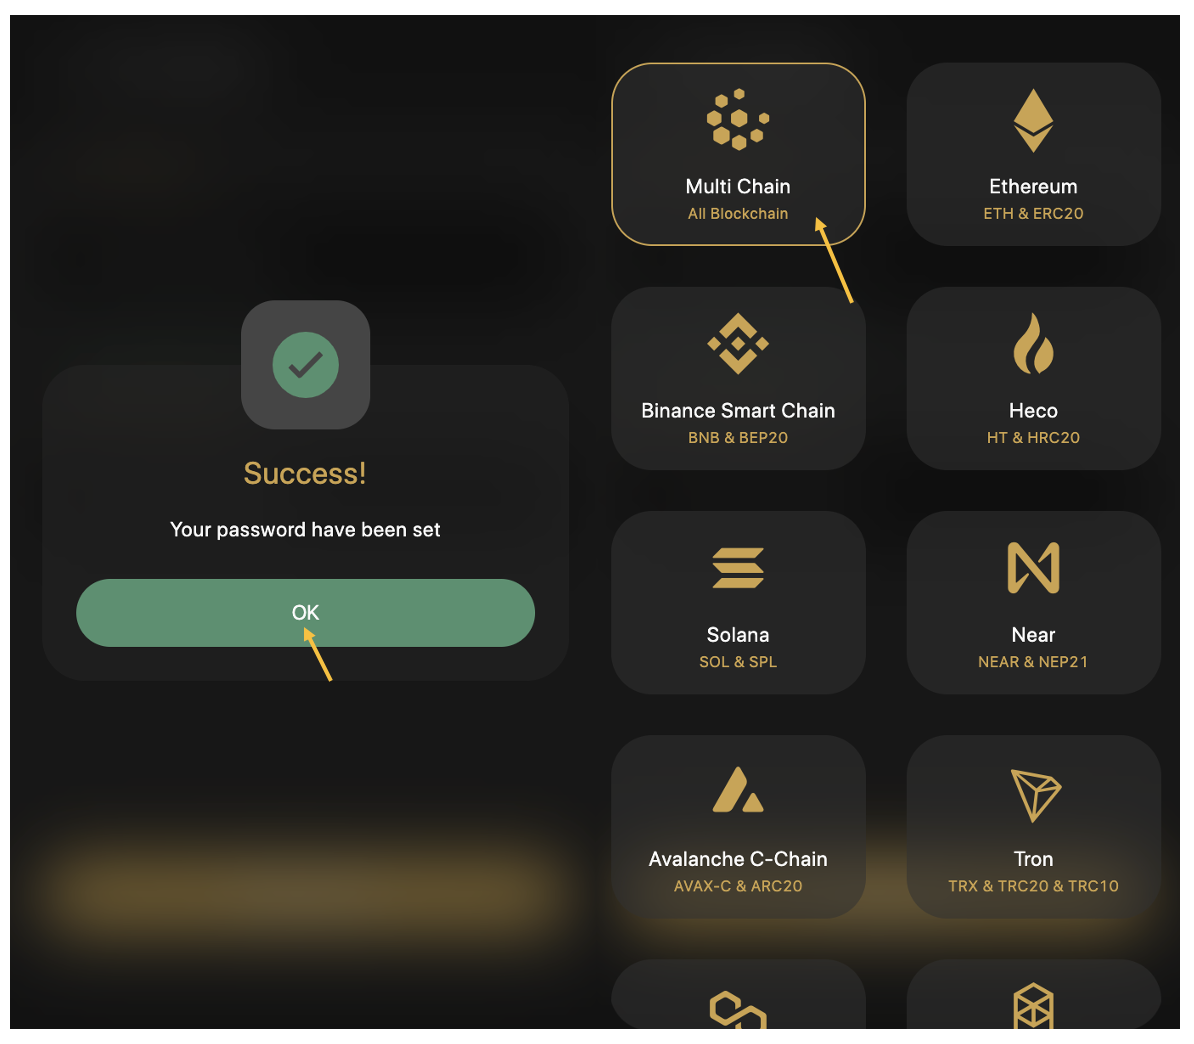 Success!
Your password have been set
OK
Multi Chain
All Blockchain
Ethereum
ETH & ERC20
Binance Smart Chain
BNB & BEP20
Heco
HT & HRC20
Solana
SOL & SPL
Near
NEAR & NEP21
Avalanche C-Chain
AVAX-C & ARC20
Tron
TRX & TRC20 & TRC10